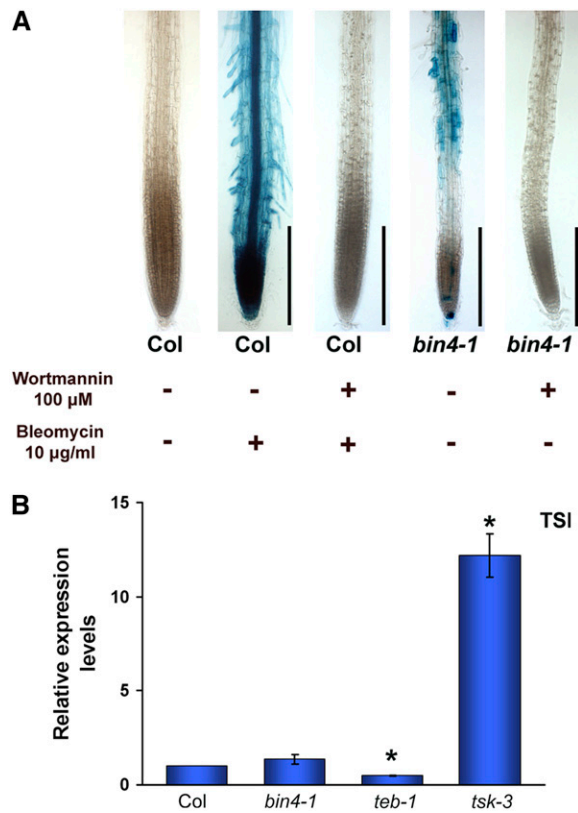 A
Col Col Col bin4-1 bin4-1
Wortmannin
100 µM - - + - +
Bleomycin
10 µg/ml - + + - -
B
TSI
Relative expression
levels
15
10
5
0
* *
Col bin4-1 teb-1 tsk-3